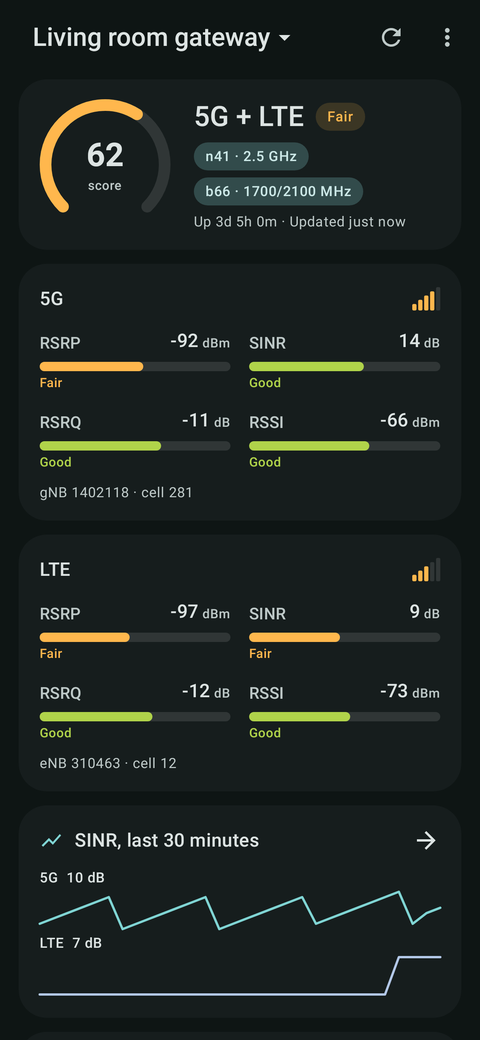 Living room gateway
62
score
5G + LTE Fair
n41 · 2.5 GHz
b66 · 1700/2100 MHz
Up 3d 5h 0m · Updated just now
5G
RSRP -92 dBm
Fair
SINR 14 dB
Good
RSRQ -11 dB
Good
RSSI -66 dBm
Good
gNB 1402118 · cell 281
LTE
RSRP -97 dBm
Fair
SINR 9 dB
Fair
RSRQ -12 dB
Good
RSSI -73 dBm
Good
eNB 310463 · cell 12
SINR, last 30 minutes
5G 10 dB
LTE 7 dB